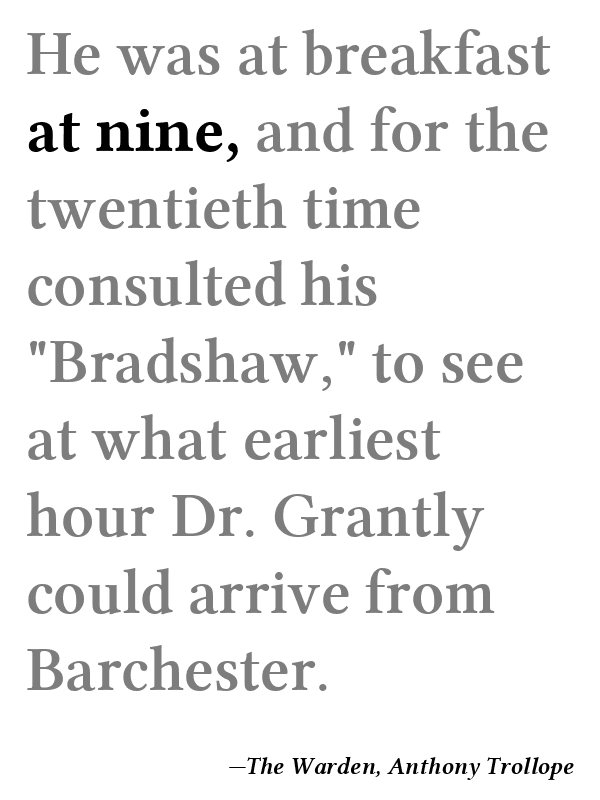 He was at breakfast
at nine, and for the
twentieth time
consulted his
"Bradshaw," to see
at what earliest
hour Dr. Grantly
could arrive from
Barchester.
—The Warden, Anthony Trollope